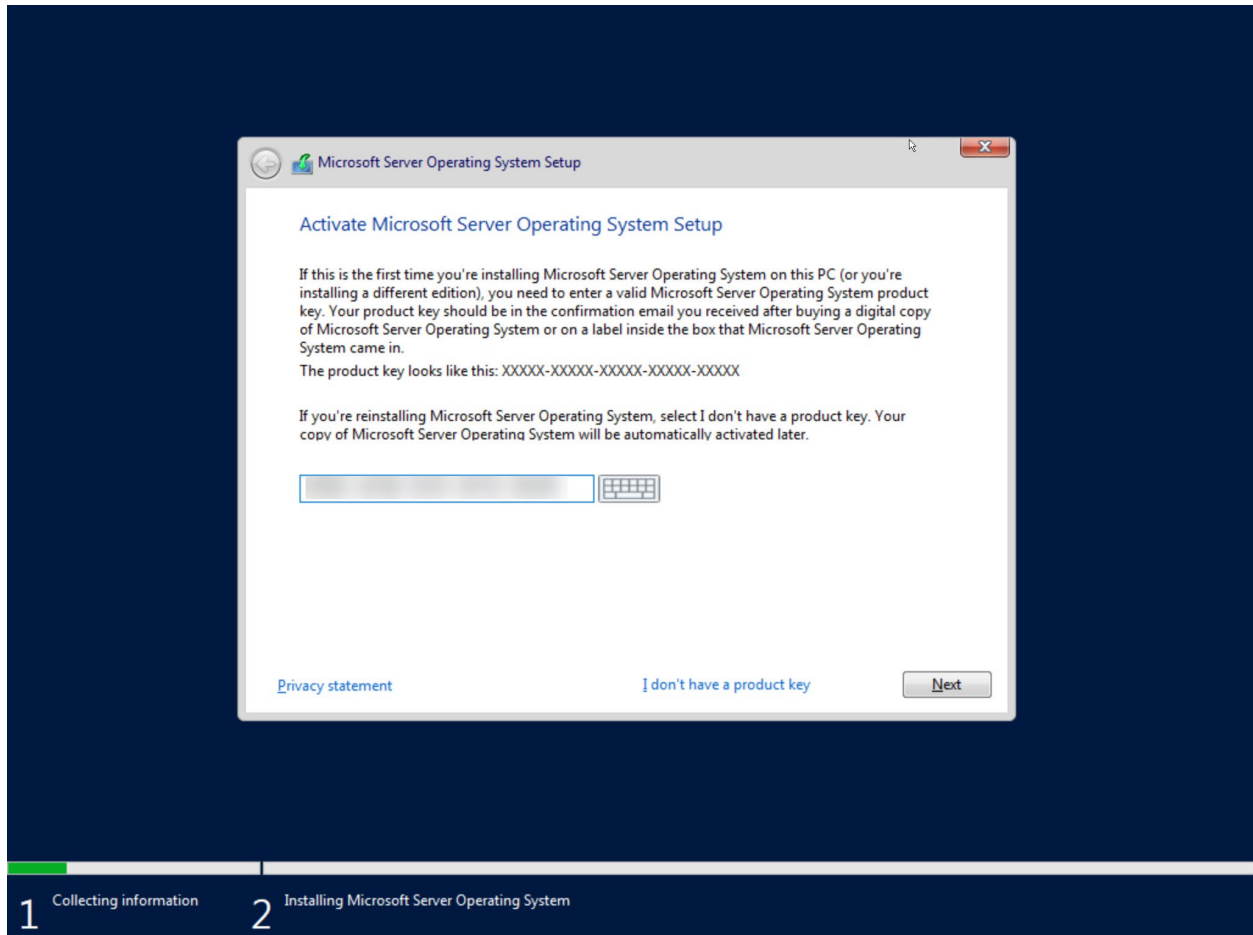 Microsoft Server Operating System Setup
Activate Microsoft Server Operating System Setup
If this is the first time you're installing Microsoft Server Operating System on this PC (or you're
installing a different edition), you need to enter a valid Microsoft Server Operating System product
key. Your product key should be in the confirmation email you received after buying a digital copy
of Microsoft Server Operating System or on a label inside the box that Microsoft Server Operating
System came in.
The product key looks like this: XXXXX-XXXXX-XXXXX-XXXXX-XXXXX
If you're reinstalling Microsoft Server Operating System, select I don't have a product key. Your
copy of Microsoft Server Operating System will be automatically activated later.
Privacy statement
I don't have a product key
Next
1 Collecting information
2 Installing Microsoft Server Operating System